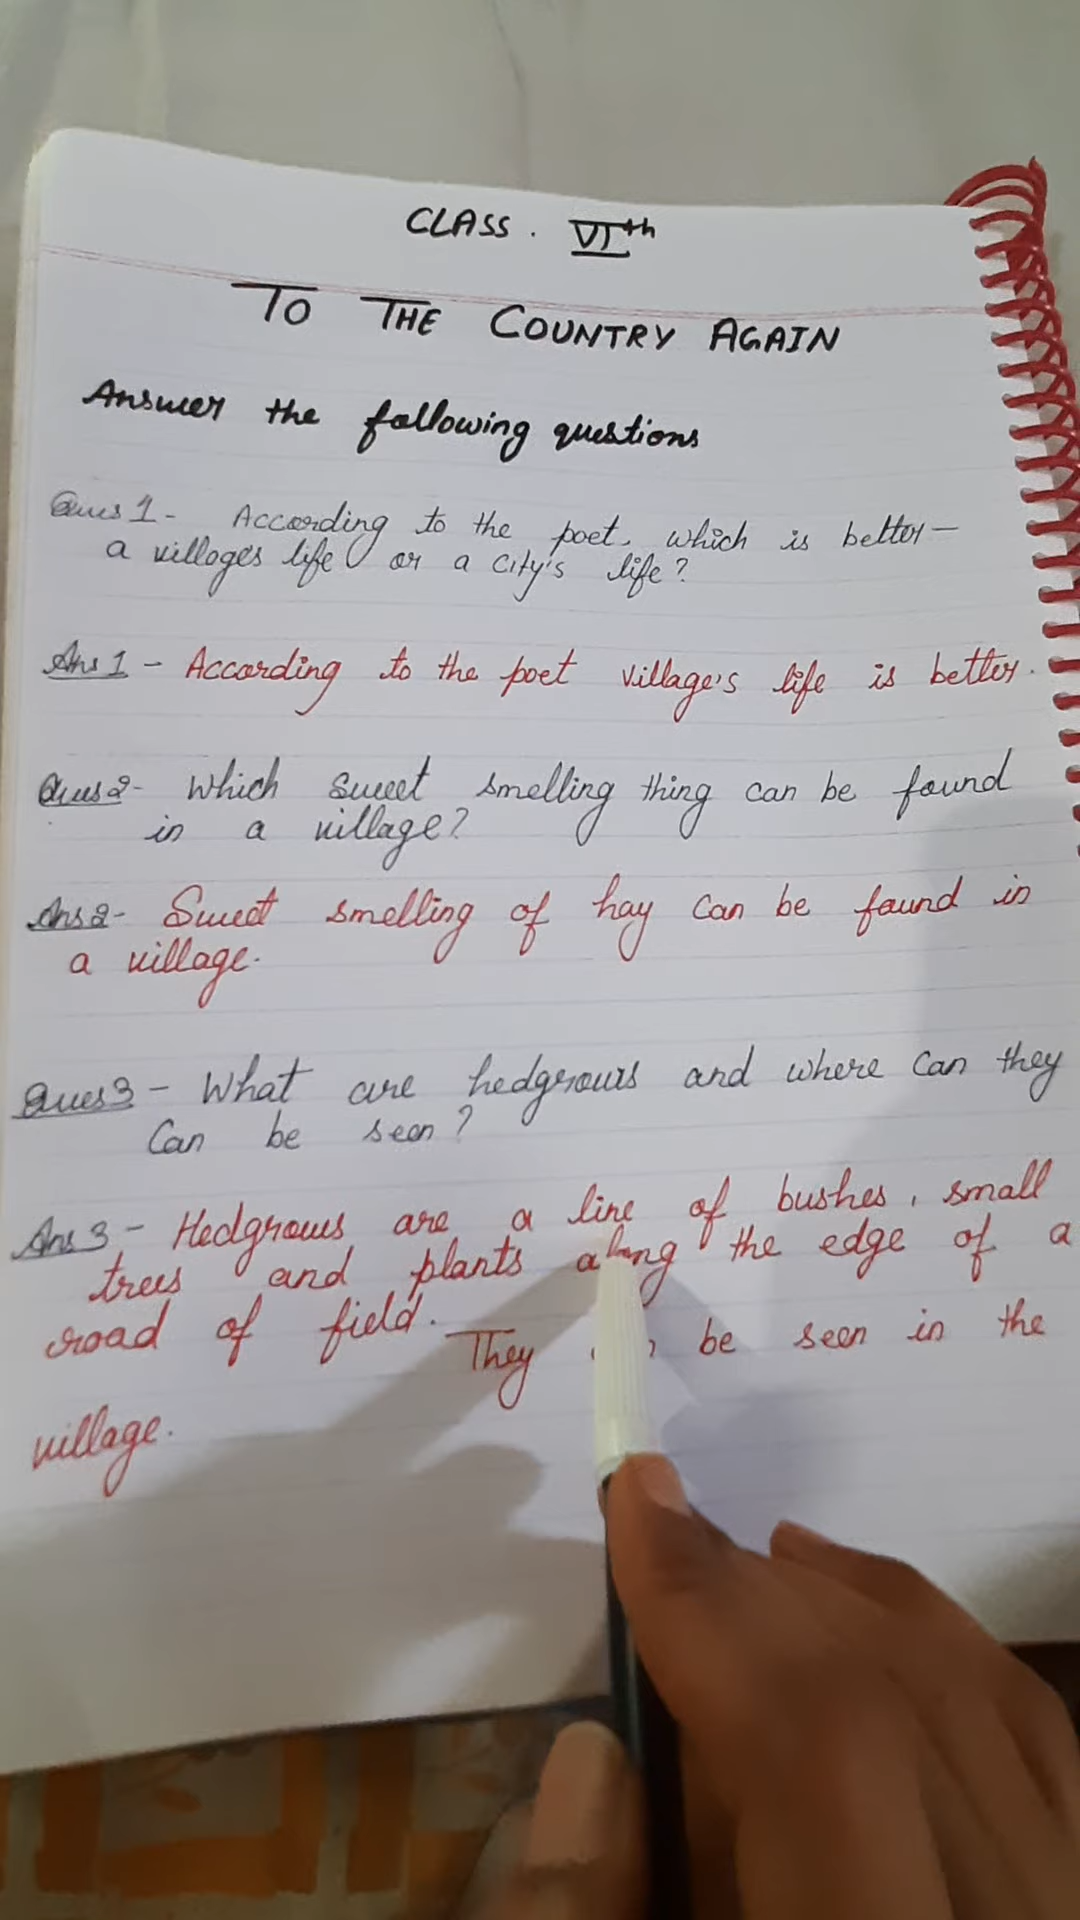 CLASS. VIth
TO THE COUNTRY AGAIN
Answer the following questions
Ques 1- According to the poet, which is better-
a village's life or a city's life?
Ans 1 - According to the poet village's life is better.
Ques 2- Which sweet smelling thing can be found
in a village?
Ans 2- Sweet smelling of hay can be found in
a village.
Ques 3 - What are hedgrows and where can they
can be seen?
Ans 3 - Hedgrows are a line of bushes, small
trees and plants along the edge of a
road of field. They be seen in the
village.